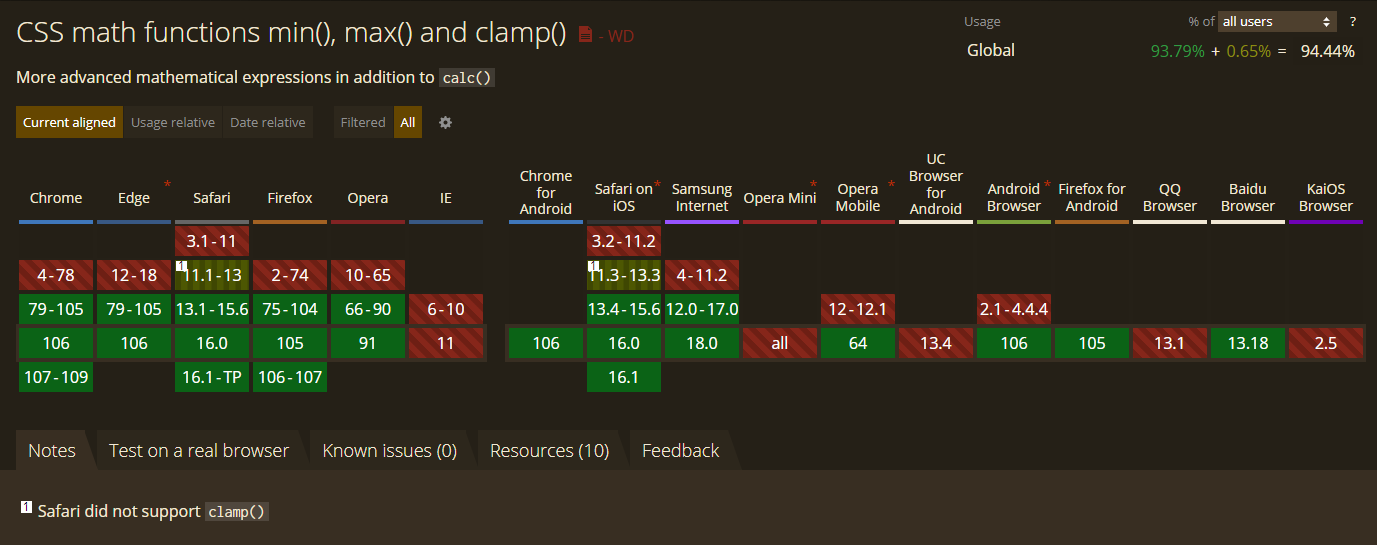 CSS math functions min(), max() and clamp() - WD
Usage % of all users ?
Global 93.79% + 0.65% = 94.44%
More advanced mathematical expressions in addition to calc()
Current aligned Usage relative Date relative Filtered All
Chrome Edge * Safari Firefox Opera IE Chrome for Android Safari on iOS * Samsung Internet Opera Mini * Opera Mobile * UC Browser for Android Android Browser * Firefox for Android QQ Browser Baidu Browser KaiOS Browser
3.1-11 3.2-11.2
4-78 12-18 1 11.1-13 2-74 10-65 1 11.3-13.3 4-11.2
79-105 79-105 13.1-15.6 75-104 66-90 6-10 13.4-15.6 12.0-17.0 12-12.1 2.1-4.4.4
106 106 16.0 105 91 11 106 16.0 18.0 all 64 13.4 106 105 13.1 13.18 2.5
107-109 16.1-TP 106-107 16.1
Notes Test on a real browser Known issues (0) Resources (10) Feedback
1 Safari did not support clamp()